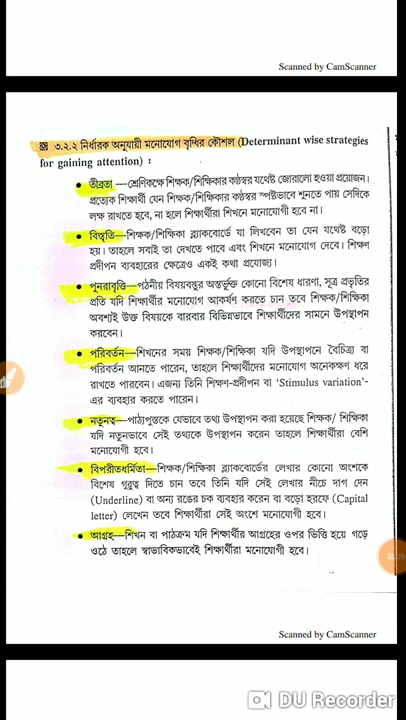 Scanned by CamScanner
৩.২.২ নির্ধারক অনুযায়ী মনোযোগ বৃদ্ধির কৌশল (Determinant wise strategies
for gaining attention) :
• তীব্রতা —শ্রেণিকক্ষে শিক্ষক/শিক্ষিকার কণ্ঠস্বর যথেষ্ট জোরালো হওয়া প্রয়োজন।
প্রত্যেক শিক্ষার্থী যেন শিক্ষক/শিক্ষিকার কণ্ঠস্বর স্পষ্টভাবে শুনতে পায় সেদিকে
লক্ষ রাখতে হবে, না হলে শিক্ষার্থীরা শিখনে মনোযোগী হবে না।
• বিস্তৃতি—শিক্ষক/শিক্ষিকা ব্ল্যাকবোর্ডে যা লিখবেন তা যেন যথেষ্ট বড়ো
হয়। তাহলে সবাই তা দেখতে পাবে এবং শিখনে মনোযোগ দেবে। শিক্ষণ
প্রদীপন ব্যবহারের ক্ষেত্রেও একই কথা প্রযোজ্য।
• পুনরাবৃত্তি—পঠনীয় বিষয়বস্তুর অন্তর্ভুক্ত কোনো বিশেষ ধারণা, সূত্র প্রভৃতির
প্রতি যদি শিক্ষার্থীর মনোযোগ আকর্ষণ করতে চান তবে শিক্ষক/শিক্ষিকা
অবশ্যই উক্ত বিষয়কে বারবার বিভিন্নভাবে শিক্ষার্থীদের সামনে উপস্থাপন
করবেন।
• পরিবর্তন—শিখনের সময় শিক্ষক/শিক্ষিকা যদি উপস্থাপনে বৈচিত্র্য বা
পরিবর্তন আনতে পারেন, তাহলে শিক্ষার্থীদের মনোযোগ অনেকক্ষণ ধরে
রাখতে পারবেন। এজন্য তিনি শিক্ষণ-প্রদীপন বা ‘Stimulus variation’-
এর ব্যবহার করতে পারেন।
• নতুনত্ব—পাঠ্যপুস্তকে যেভাবে তথ্য উপস্থাপন করা হয়েছে শিক্ষক/ শিক্ষিকা
যদি নতুনভাবে সেই তথ্যকে উপস্থাপন করেন তাহলে শিক্ষার্থীরা বেশি
মনোযোগী হবে।
• বিপরীতধর্মিতা—শিক্ষক/শিক্ষিকা ব্ল্যাকবোর্ডের লেখার কোনো অংশকে
বিশেষ গুরুত্ব দিতে চান তবে তিনি যদি সেই লেখার নীচে দাগ দেন
(Underline) বা অন্য রঙের চক ব্যবহার করেন বা বড়ো হরফে (Capital
letter) লেখেন তবে শিক্ষার্থীরা সেই অংশে মনোযোগী হবে।
• আগ্রহ—শিখন বা পাঠক্রম যদি শিক্ষার্থীর আগ্রহের ওপর ভিত্তি হয়ে গড়ে
ওঠে তাহলে স্বাভাবিকভাবেই শিক্ষার্থীরা মনোযোগী হবে।
Scanned by CamScanner
DU Recorder